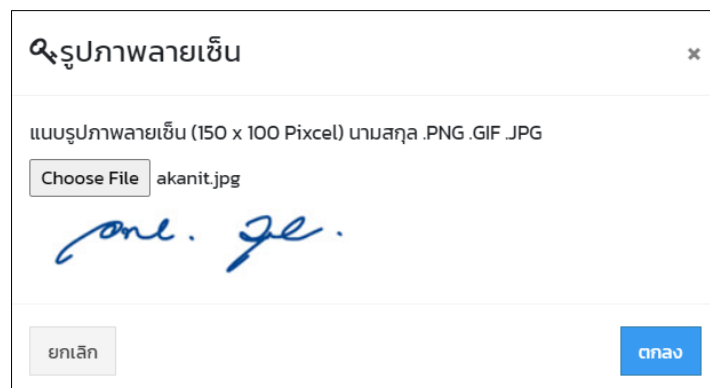 รูปภาพลายเซ็น
×
แนบรูปภาพลายเซ็น (150 x 100 Pixcel) นามสกุล .PNG .GIF .JPG
Choose File akanit.jpg
ยกเลิก
ตกลง